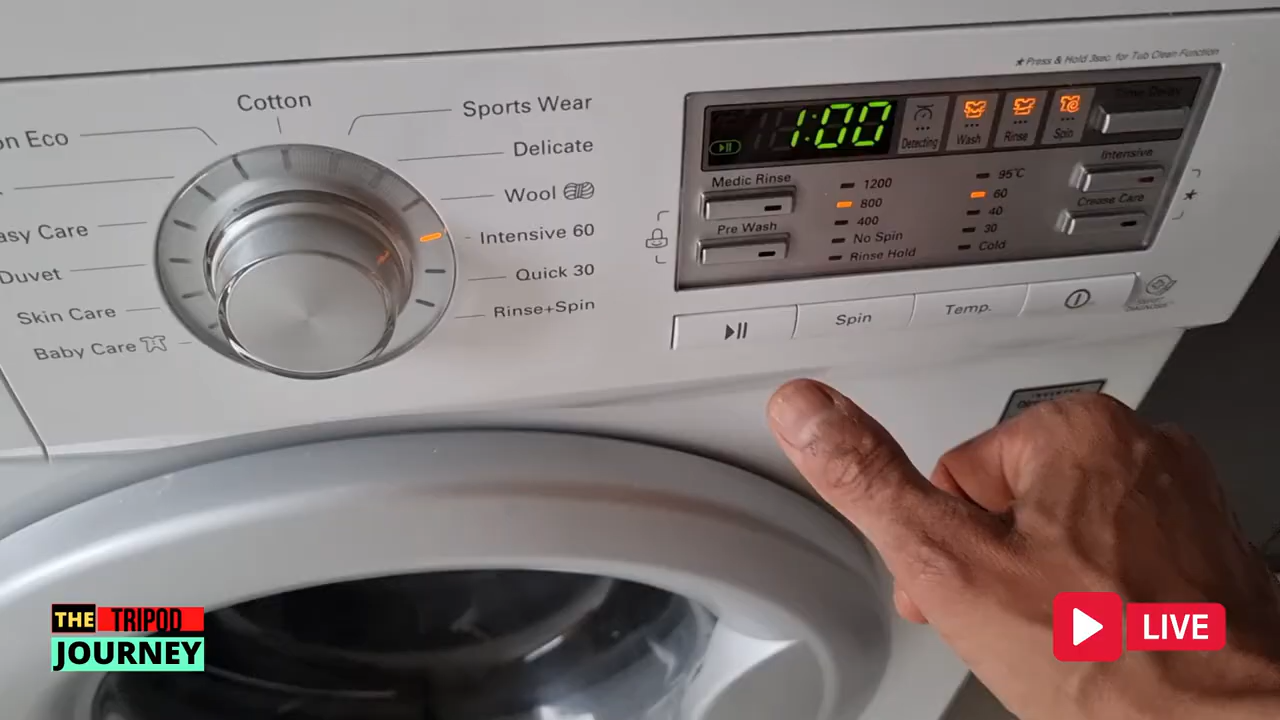 ★ Press & Hold 3sec. for Tub Clean Function
Cotton
on Eco
asy Care
Duvet
Skin Care
Baby Care
Sports Wear
Delicate
Wool
Intensive 60
Quick 30
Rinse+Spin
1:00
Detecting
Wash
Rinse
Spin
Time Delay
Medic Rinse
Pre Wash
1200
800
400
No Spin
Rinse Hold
95°C
60
40
30
Cold
Intensive
Crease Care
★
Spin
Temp.
THE TRIPOD
JOURNEY
LIVE